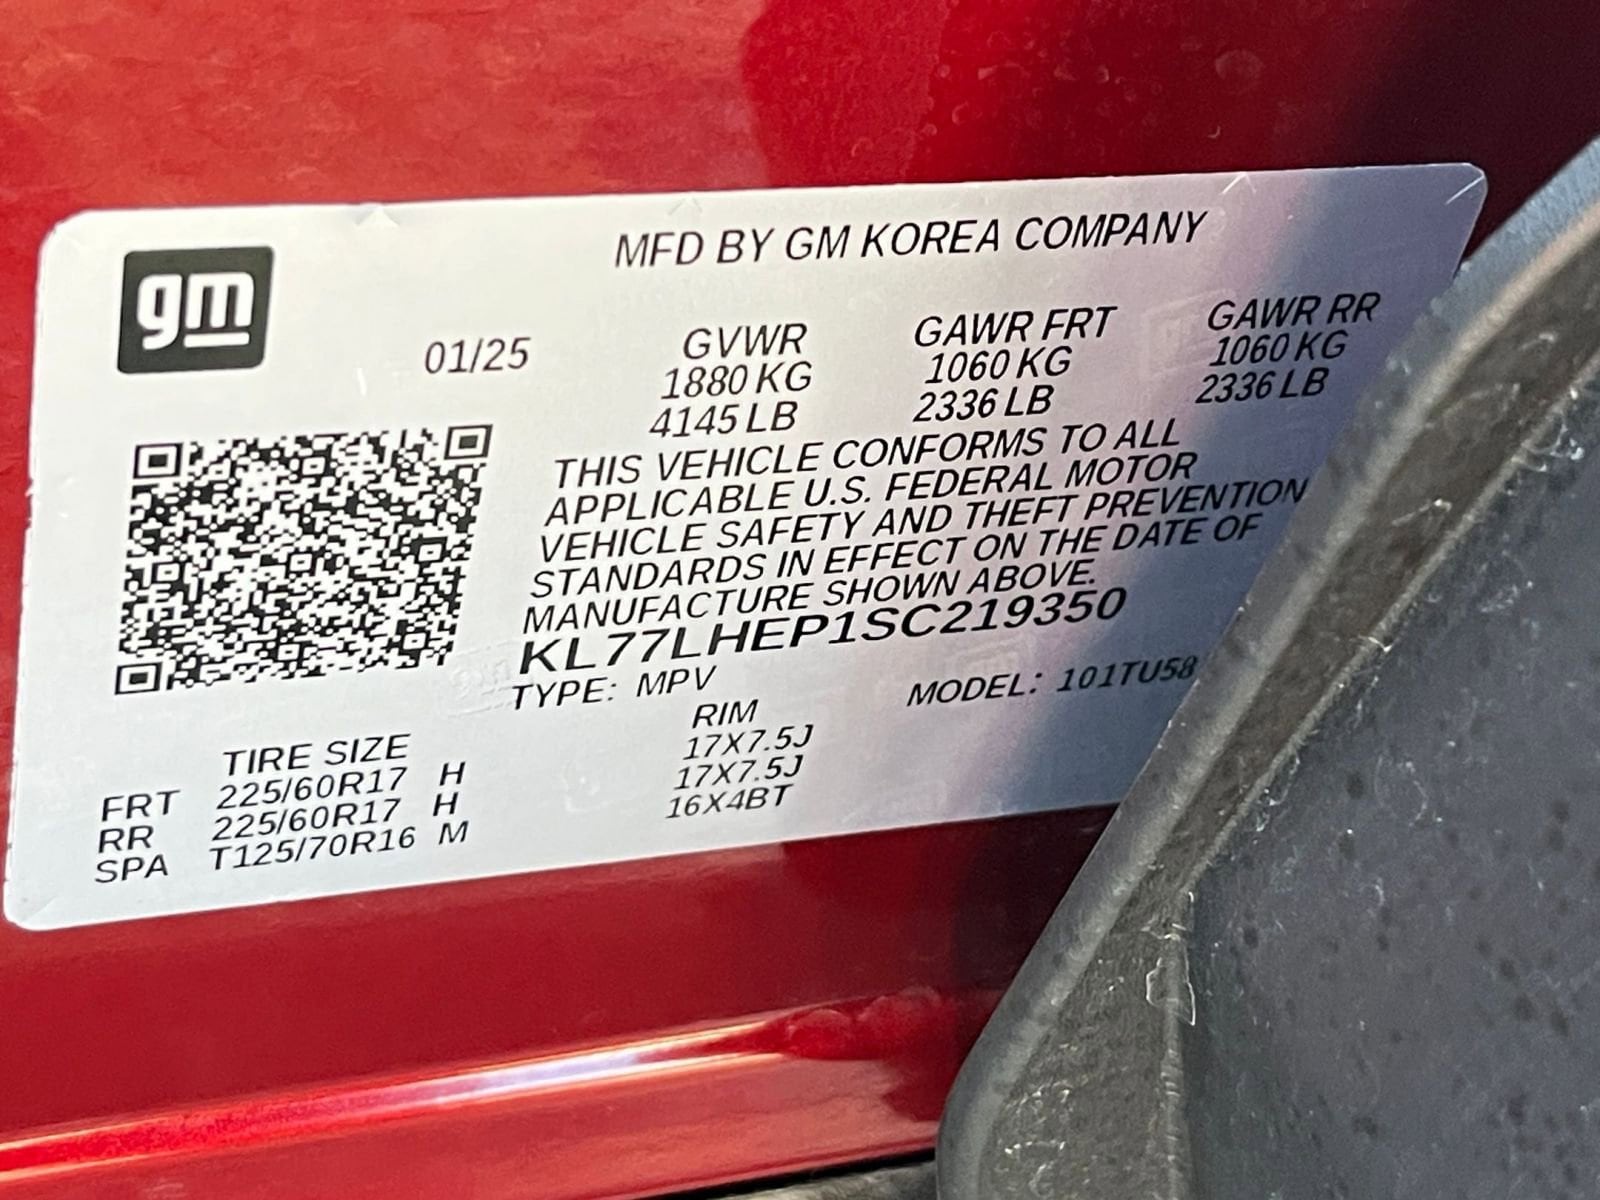 gm
MFD BY GM KOREA COMPANY
01/25 GVWR GAWR FRT GAWR RR
1880 KG 1060 KG 1060 KG
4145 LB 2336 LB 2336 LB
THIS VEHICLE CONFORMS TO ALL
APPLICABLE U.S. FEDERAL MOTOR
VEHICLE SAFETY AND THEFT PREVENTION
STANDARDS IN EFFECT ON THE DATE OF
MANUFACTURE SHOWN ABOVE.
KL77LHEP1SC219350
TYPE: MPV MODEL: 101TU58
TIRE SIZE RIM
FRT 225/60R17 H 17X7.5J
RR 225/60R17 H 17X7.5J
SPA T125/70R16 M 16X4BT